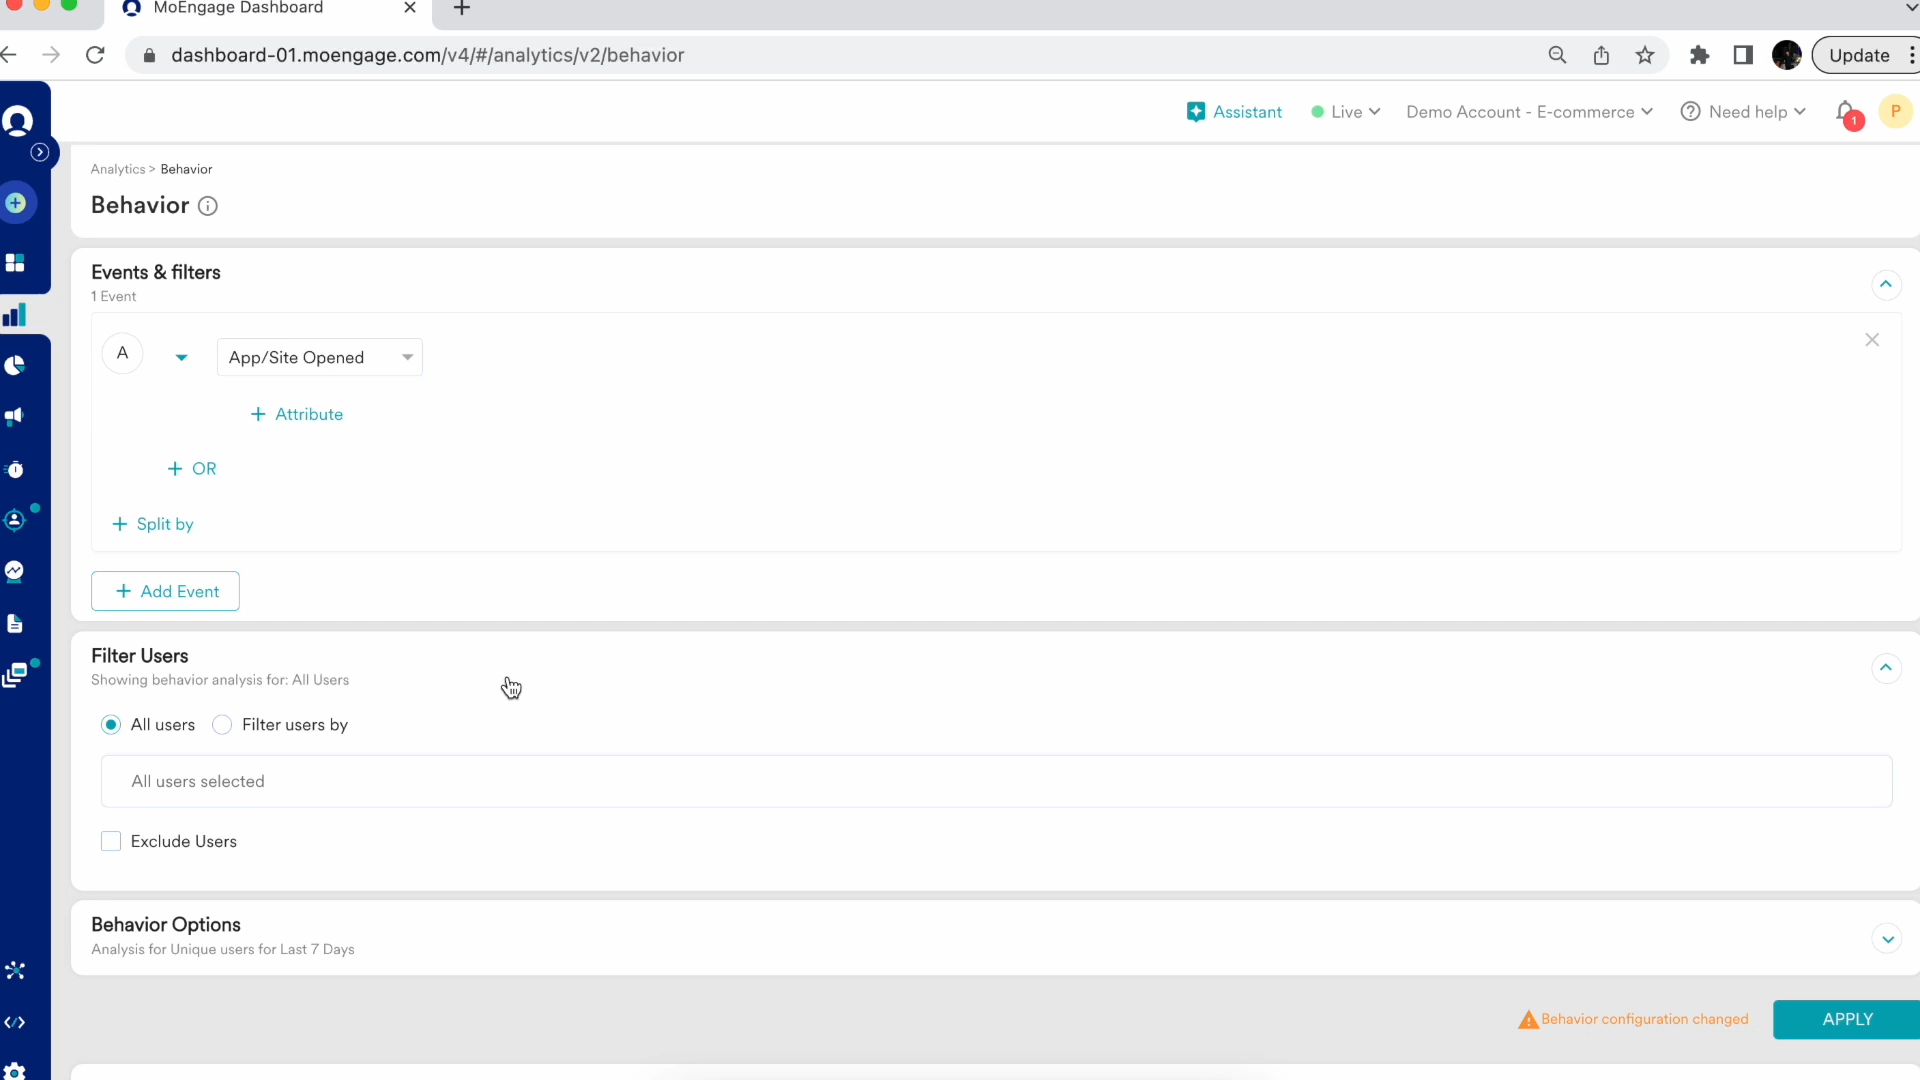 MoEngage Dashboard
dashboard-01.moengage.com/v4/#/analytics/v2/behavior
Update
Assistant
Live
Demo Account - E-commerce
Need help
1
P
Analytics > Behavior
Behavior
Events & filters
1 Event
A
App/Site Opened
+ Attribute
+ OR
+ Split by
+ Add Event
Filter Users
Showing behavior analysis for: All Users
All users
Filter users by
All users selected
Exclude Users
Behavior Options
Analysis for Unique users for Last 7 Days
Behavior configuration changed
APPLY